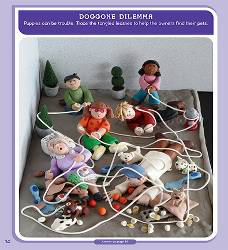 DOGGONE DILEMMA
Puppies can be trouble. Trace the tangled leashes to help the owners find their pets.